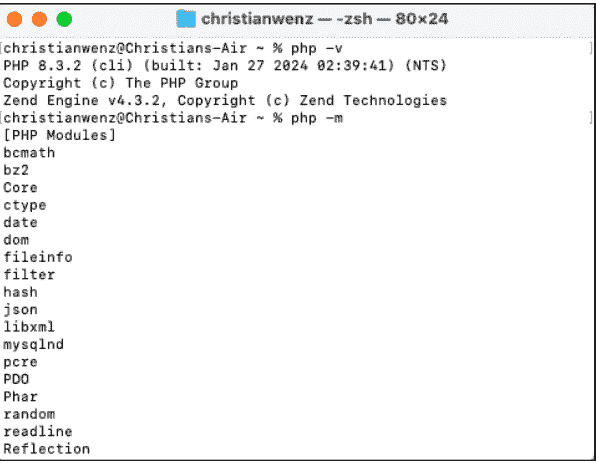 christianwenz — -zsh — 80×24
[christianwenz@Christians-Air ~ % php -v ]
PHP 8.3.2 (cli) (built: Jan 27 2024 02:39:41) (NTS)
Copyright (c) The PHP Group
Zend Engine v4.3.2, Copyright (c) Zend Technologies
[christianwenz@Christians-Air ~ % php -m ]
[PHP Modules]
bcmath
bz2
Core
ctype
date
dom
fileinfo
filter
hash
json
libxml
mysqlnd
pcre
PDO
Phar
random
readline
Reflection